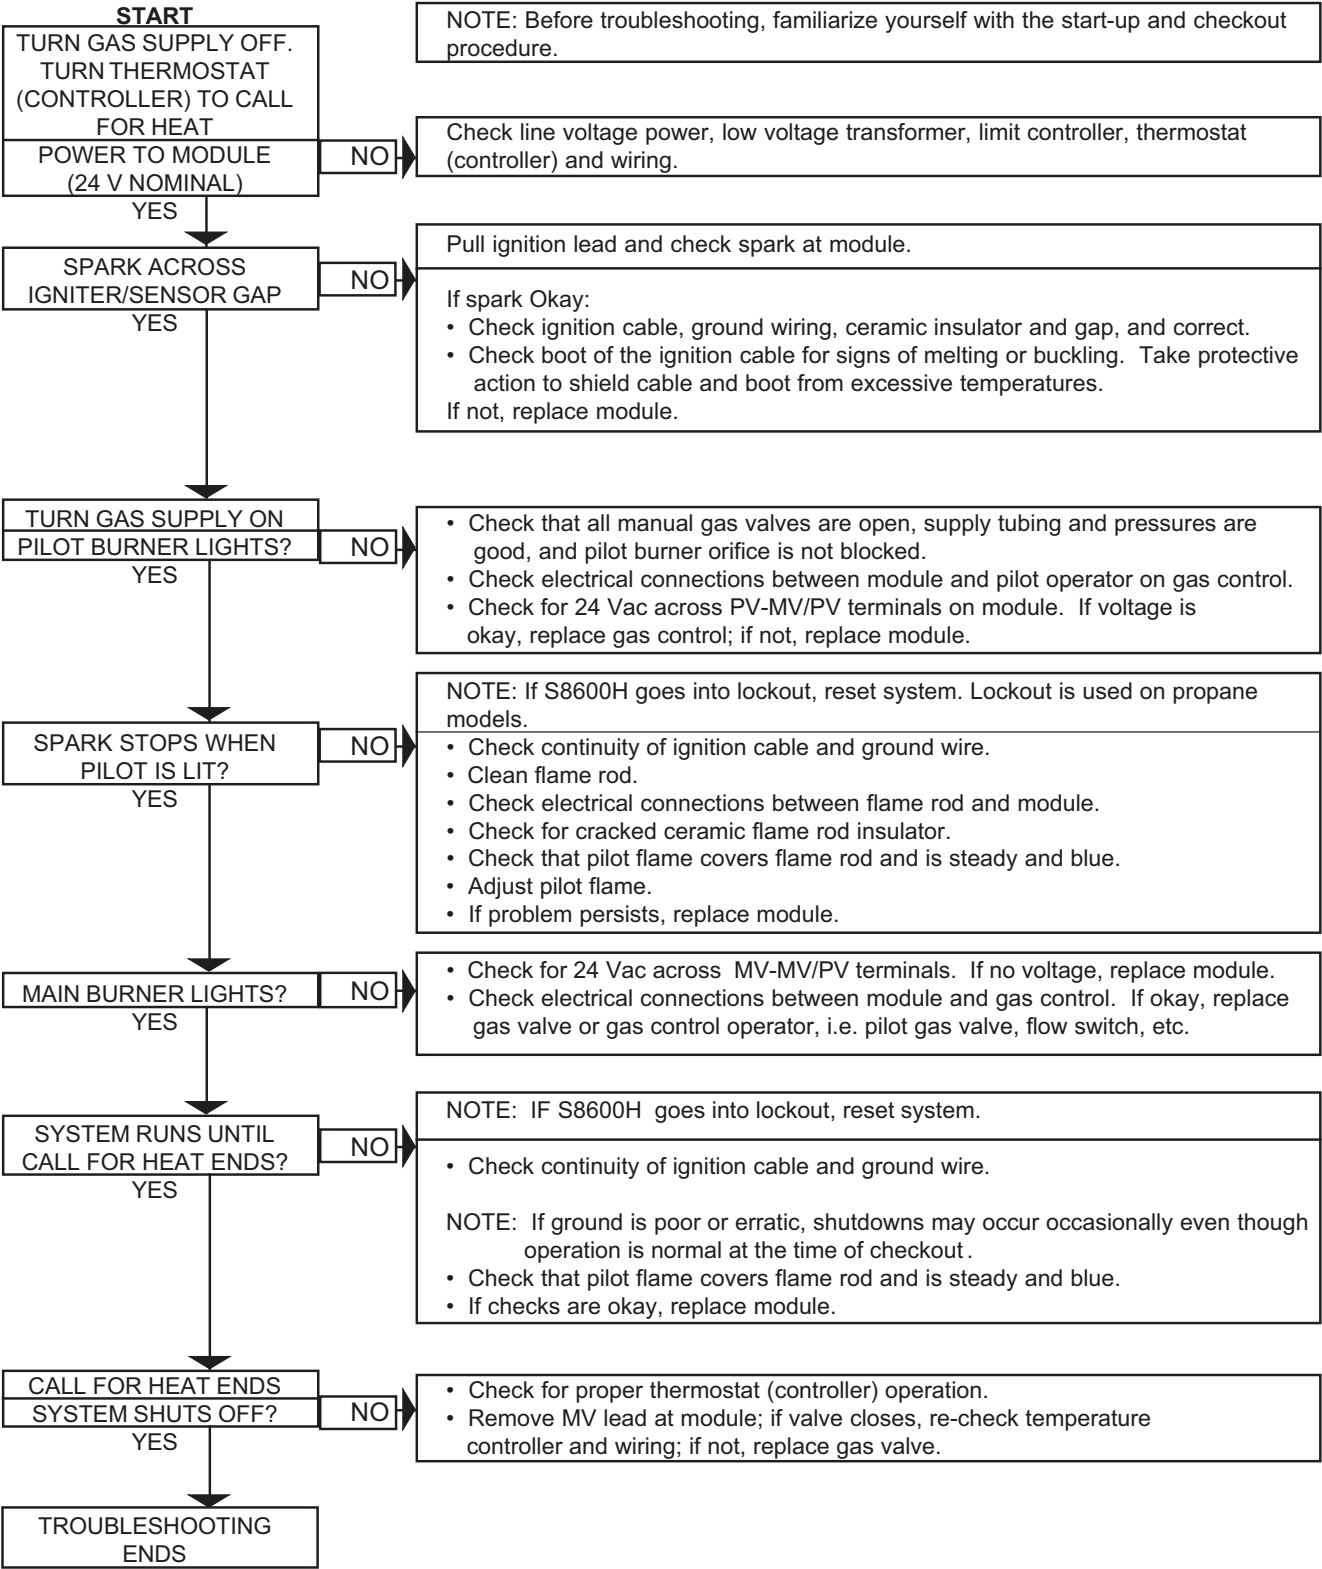 START
NOTE: Before troubleshooting, familiarize yourself with the start-up and checkout
procedure.
TURN GAS SUPPLY OFF.
TURN THERMOSTAT
(CONTROLLER) TO CALL
FOR HEAT
POWER TO MODULE
(24 V NOMINAL)
NO
Check line voltage power, low voltage transformer, limit controller, thermostat
(controller) and wiring.
YES
SPARK ACROSS
IGNITER/SENSOR GAP
NO
Pull ignition lead and check spark at module.
If spark Okay:
• Check ignition cable, ground wiring, ceramic insulator and gap, and correct.
• Check boot of the ignition cable for signs of melting or buckling. Take protective
action to shield cable and boot from excessive temperatures.
If not, replace module.
YES
TURN GAS SUPPLY ON
PILOT BURNER LIGHTS?
NO
• Check that all manual gas valves are open, supply tubing and pressures are
good, and pilot burner orifice is not blocked.
• Check electrical connections between module and pilot operator on gas control.
• Check for 24 Vac across PV-MV/PV terminals on module. If voltage is
okay, replace gas control; if not, replace module.
YES
SPARK STOPS WHEN
PILOT IS LIT?
NO
NOTE: If S8600H goes into lockout, reset system. Lockout is used on propane
models.
• Check continuity of ignition cable and ground wire.
• Clean flame rod.
• Check electrical connections between flame rod and module.
• Check for cracked ceramic flame rod insulator.
• Check that pilot flame covers flame rod and is steady and blue.
• Adjust pilot flame.
• If problem persists, replace module.
YES
MAIN BURNER LIGHTS?
NO
• Check for 24 Vac across MV-MV/PV terminals. If no voltage, replace module.
• Check electrical connections between module and gas control. If okay, replace
gas valve or gas control operator, i.e. pilot gas valve, flow switch, etc.
YES
SYSTEM RUNS UNTIL
CALL FOR HEAT ENDS?
NO
NOTE: IF S8600H goes into lockout, reset system.
• Check continuity of ignition cable and ground wire.
NOTE: If ground is poor or erratic, shutdowns may occur occasionally even though
operation is normal at the time of checkout.
• Check that pilot flame covers flame rod and is steady and blue.
• If checks are okay, replace module.
YES
CALL FOR HEAT ENDS
SYSTEM SHUTS OFF?
NO
• Check for proper thermostat (controller) operation.
• Remove MV lead at module; if valve closes, re-check temperature
controller and wiring; if not, replace gas valve.
YES
TROUBLESHOOTING
ENDS